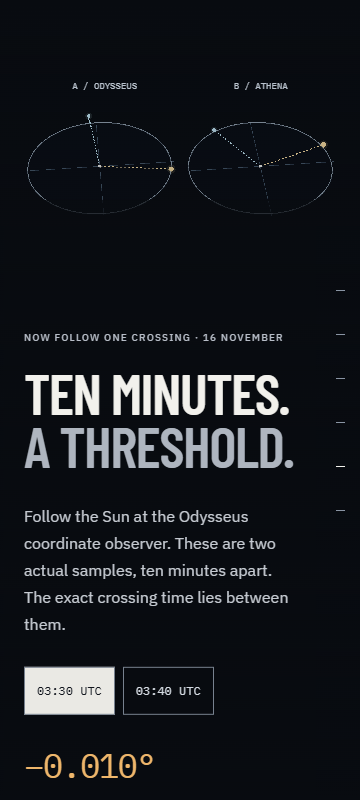 A / ODYSSEUS
B / ATHENA
NOW FOLLOW ONE CROSSING · 16 NOVEMBER
TEN MINUTES.
A THRESHOLD.
Follow the Sun at the Odysseus
coordinate observer. These are two
actual samples, ten minutes apart.
The exact crossing time lies between
them.
03:30 UTC
03:40 UTC
−0.010°